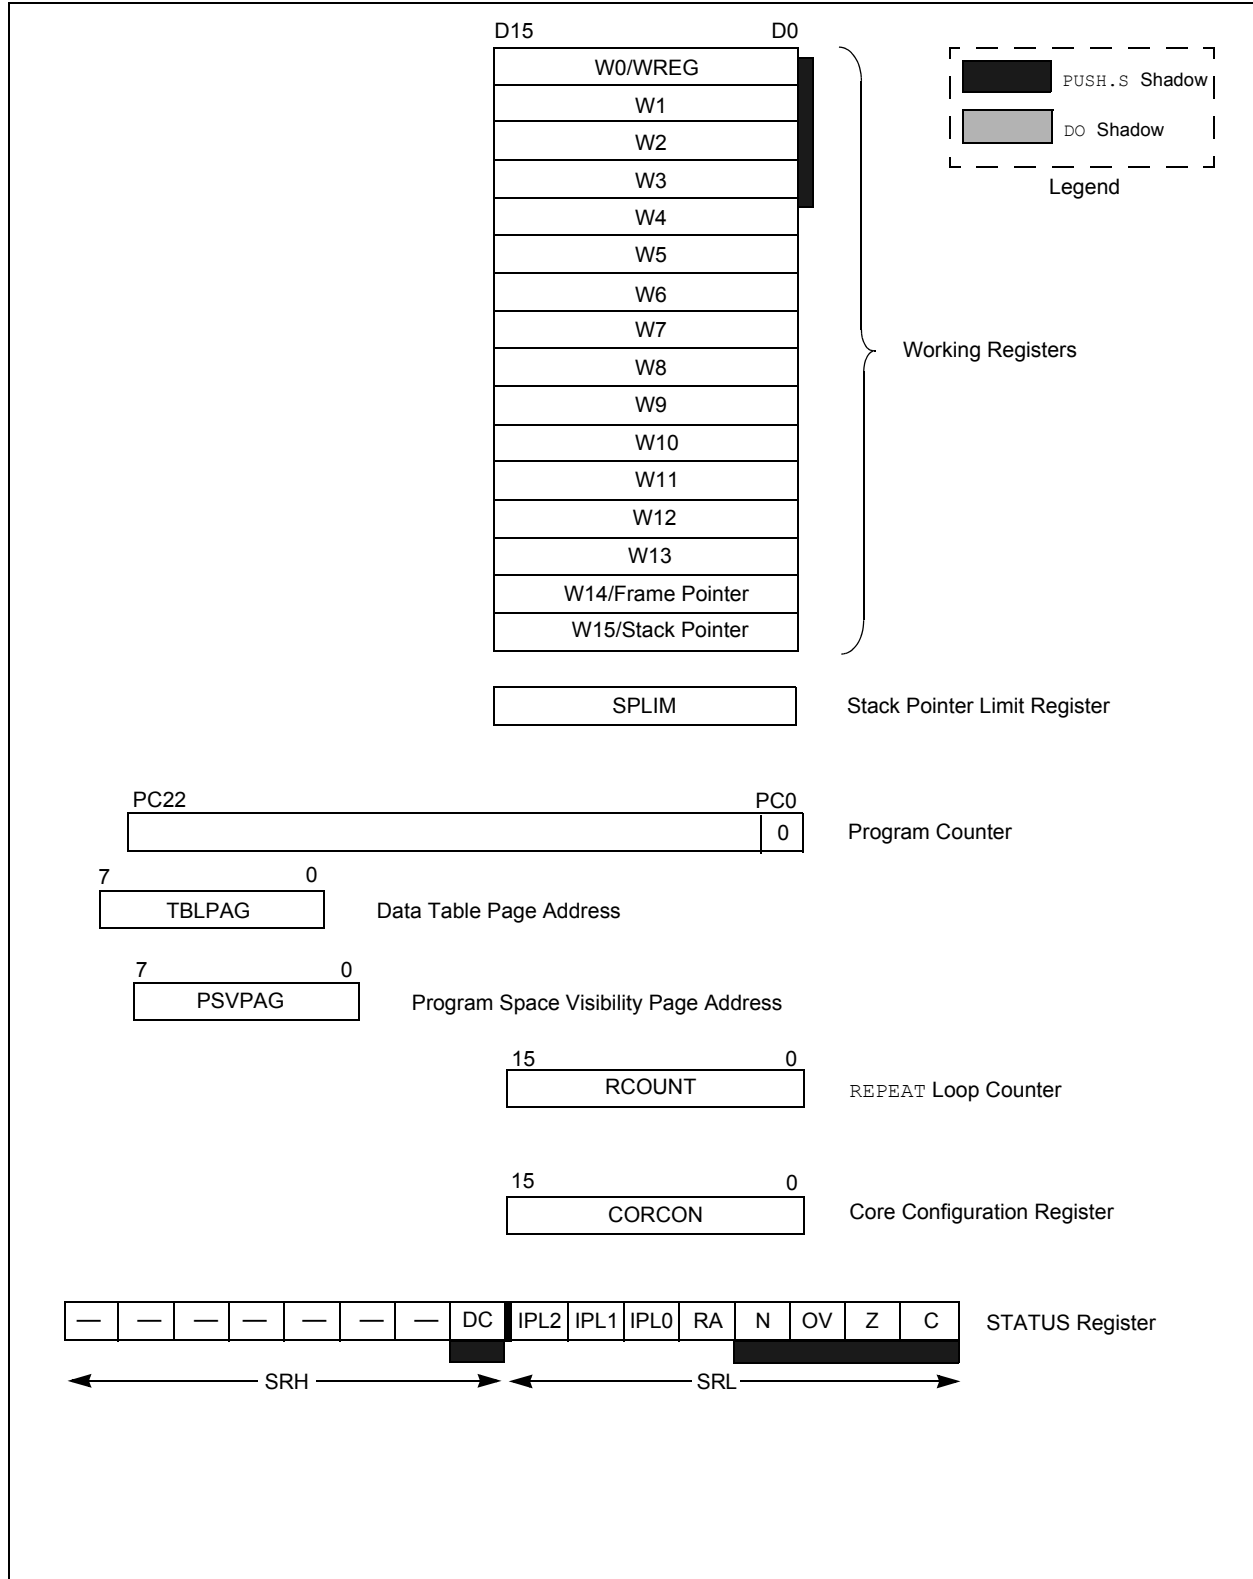 D15 D0
W0/WREG
W1
W2
W3
W4
W5
W6
W7
W8
W9
W10
W11
W12
W13
W14/Frame Pointer
W15/Stack Pointer
PUSH.S Shadow
DO Shadow
Legend
Working Registers
SPLIM Stack Pointer Limit Register
PC22 PC0
0 Program Counter
7 0
TBLPAG Data Table Page Address
7 0
PSVPAG Program Space Visibility Page Address
15 0
RCOUNT REPEAT Loop Counter
15 0
CORCON Core Configuration Register
— — — — — — — DC IPL2 IPL1 IPL0 RA N OV Z C STATUS Register
SRH SRL